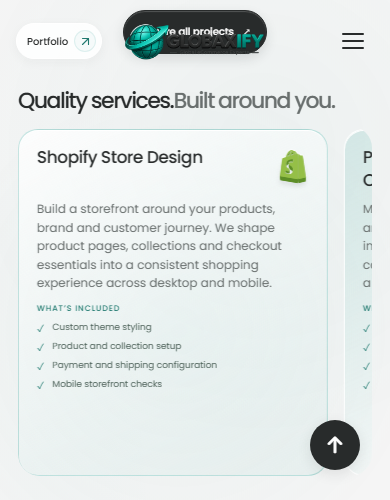 Portfolio
all projects
GLOBAXIFY
Quality services. Built around you.
Shopify Store Design
Build a storefront around your products,
brand and customer journey. We shape
product pages, collections and checkout
essentials into a consistent shopping
experience across desktop and mobile.
WHAT'S INCLUDED
✓ Custom theme styling
✓ Product and collection setup
✓ Payment and shipping configuration
✓ Mobile storefront checks